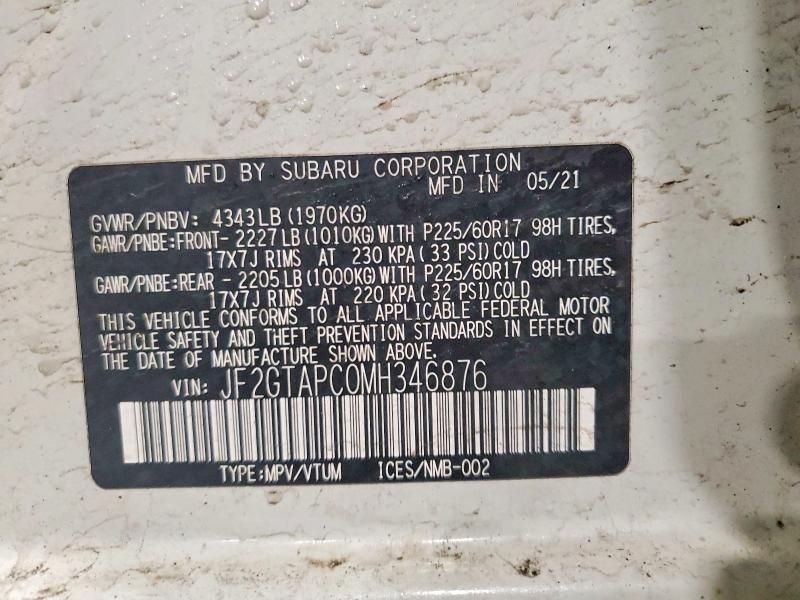 MFD BY SUBARU CORPORATION
MFD IN 05/21
GVWR/PNBV: 4343LB(1970KG)
GAWR/PNBE:FRONT- 2227LB(1010KG)WITH P225/60R17 98H TIRES,
17X7J RIMS AT 230 KPA( 33 PSI)COLD
GAWR/PNBE:REAR - 2205LB(1000KG)WITH P225/60R17 98H TIRES,
17X7J RIMS AT 220 KPA( 32 PSI)COLD
THIS VEHICLE CONFORMS TO ALL APPLICABLE FEDERAL MOTOR
VEHICLE SAFETY AND THEFT PREVENTION STANDARDS IN EFFECT ON
THE DATE OF MANUFACTURE SHOWN ABOVE.
VIN: JF2GTAPC0MH346876
TYPE:MPV/VTUM ICES/NMB-002